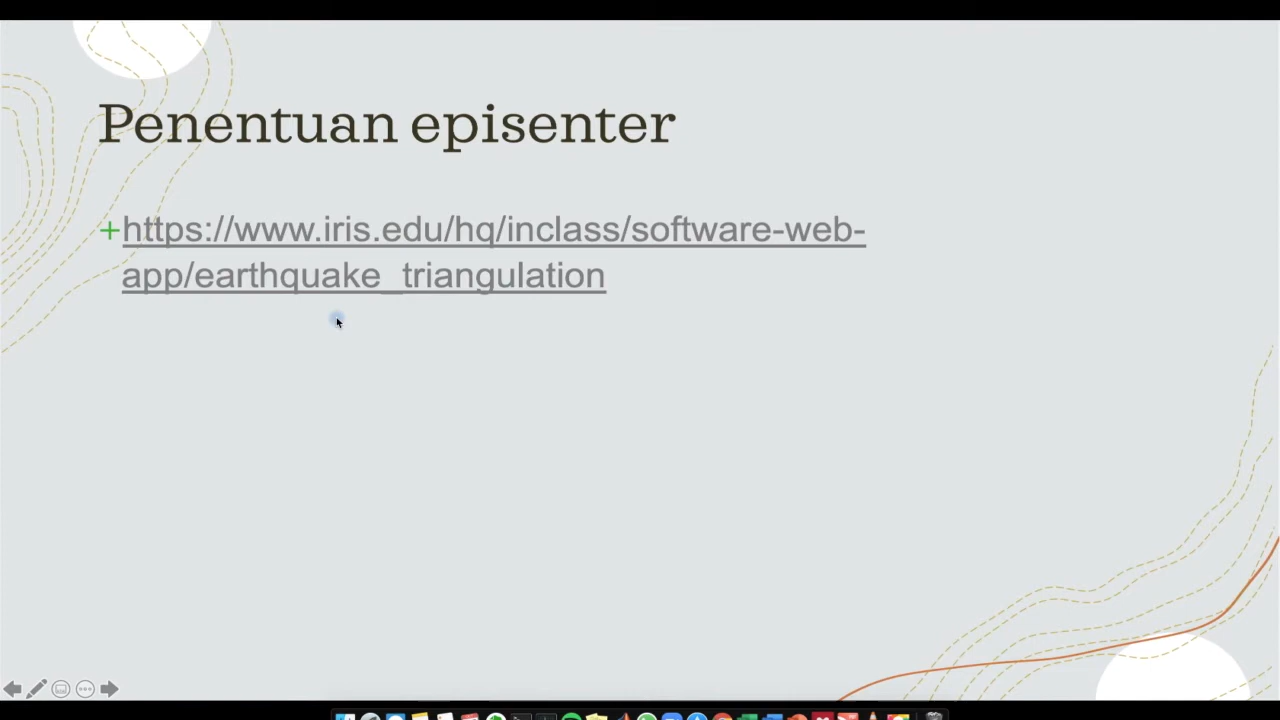 Penentuan episenter
+https://www.iris.edu/hq/inclass/software-web-
app/earthquake_triangulation